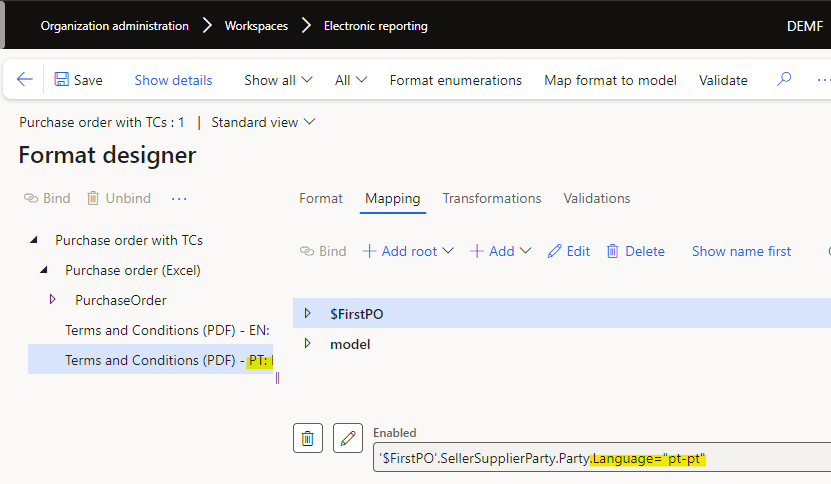 Organization administration > Workspaces > Electronic reporting DEMF
Save Show details Show all All Format enumerations Map format to model Validate ...
Purchase order with TCs : 1 | Standard view
Format designer
Bind Unbind ... Format Mapping Transformations Validations
Purchase order with TCs
Bind Add root Add Edit Delete Show name first
Purchase order (Excel)
PurchaseOrder
$FirstPO
Terms and Conditions (PDF) - EN:
model
Terms and Conditions (PDF) - PT:
Enabled
'$FirstPO'.SellerSupplierParty.Party.Language="pt-pt"